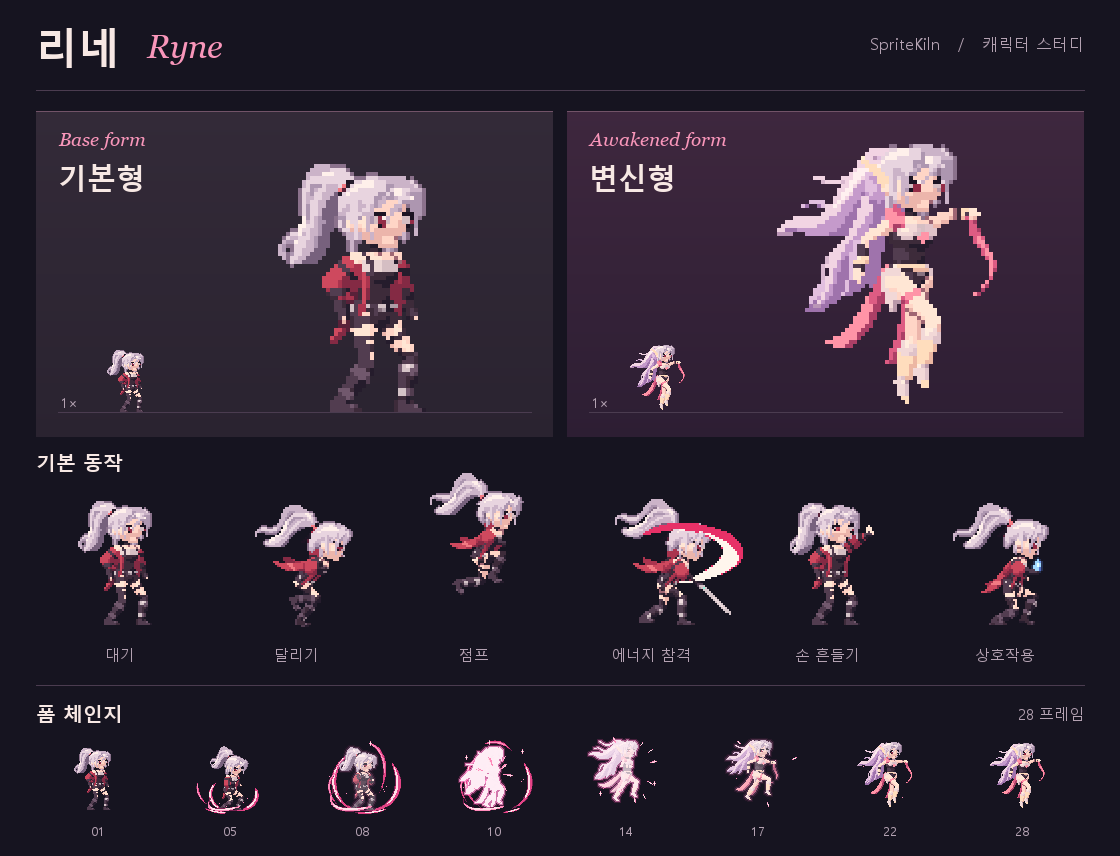 리네 Ryne
SpriteKiln / 캐릭터 스터디
Base form
기본형
1×
Awakened form
변신형
1×
기본 동작
대기
달리기
점프
에너지 참격
손 흔들기
상호작용
폼 체인지
28 프레임
01
05
08
10
14
17
22
28